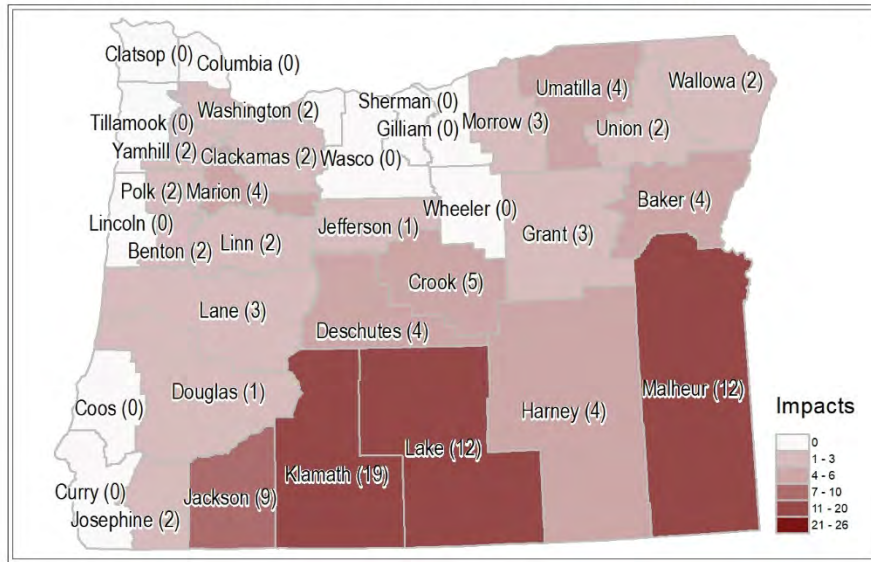 Clatsop (0)
Columbia (0)
Tillamook (0)
Washington (2)
Yamhill (2)
Clackamas (2)
Sherman (0)
Gilliam (0)
Wasco (0)
Morrow (3)
Umatilla (4)
Wallowa (2)
Union (2)
Polk (2)
Marion (4)
Lincoln (0)
Benton (2)
Linn (2)
Jefferson (1)
Wheeler (0)
Grant (3)
Baker (4)
Crook (5)
Lane (3)
Deschutes (4)
Coos (0)
Douglas (1)
Harney (4)
Malheur (12)
Lake (12)
Klamath (19)
Jackson (9)
Curry (0)
Josephine (2)
Impacts
0
1 - 3
4 - 6
7 - 10
11 - 20
21 - 26